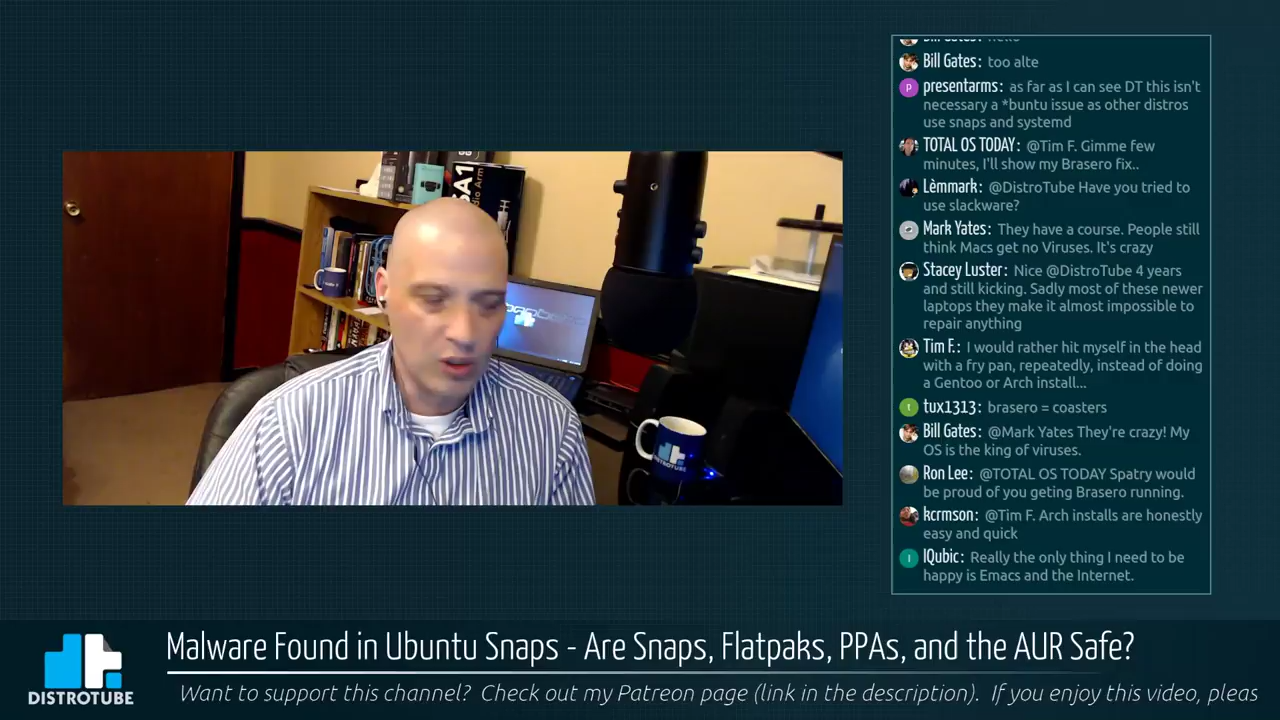 Bill Gates: hello
Bill Gates: too alte
presentarms: as far as I can see DT this isn't
necessary a *buntu issue as other distros
use snaps and systemd
TOTAL OS TODAY: @Tim F. Gimme few
minutes, I'll show my Brasero fix..
Lèmmark: @DistroTube Have you tried to
use slackware?
Mark Yates: They have a course. People still
think Macs get no Viruses. It's crazy
Stacey Luster: Nice @DistroTube 4 years
and still kicking. Sadly most of these newer
laptops they make it almost impossible to
repair anything
Tim F.: I would rather hit myself in the head
with a fry pan, repeatedly, instead of doing
a Gentoo or Arch install...
tux1313: brasero = coasters
Bill Gates: @Mark Yates They're crazy! My
OS is the king of viruses.
Ron Lee: @TOTAL OS TODAY Spatry would
be proud of you geting Brasero running.
kcrmson: @Tim F. Arch installs are honestly
easy and quick
IQubic: Really the only thing I need to be
happy is Emacs and the Internet.
SA1
DISTROTUBE
Malware Found in Ubuntu Snaps - Are Snaps, Flatpaks, PPAs, and the AUR Safe?
DISTROTUBE
Want to support this channel? Check out my Patreon page (link in the description). If you enjoy this video, pleas